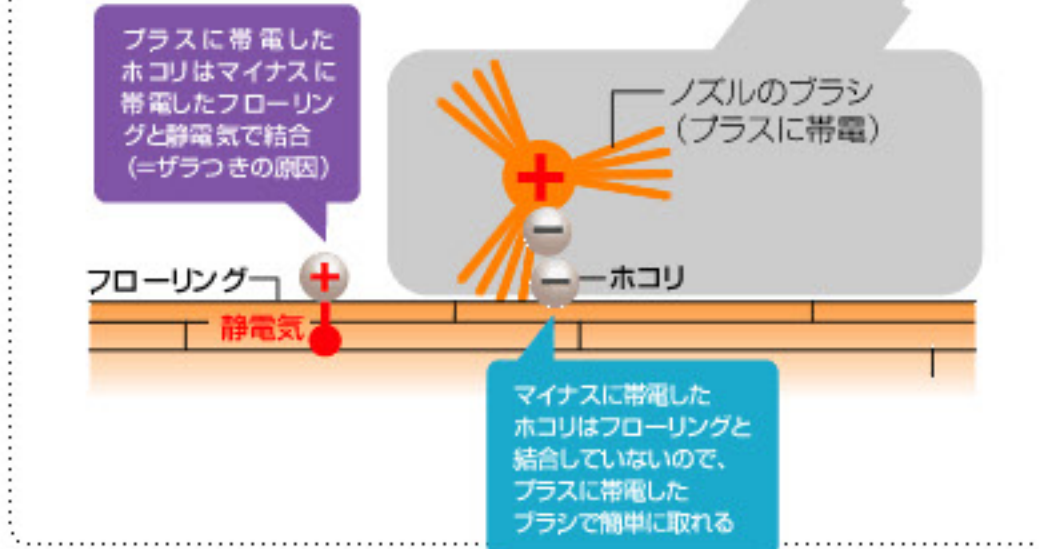 プラスに帯電した
ホコリはマイナスに
帯電したフローリン
グと静電気で結合
(=ザラつきの原因)
ノズルのブラシ
(プラスに帯電)
フローリング
ホコリ
静電気
マイナスに帯電した
ホコリはフローリングと
結合していないので、
プラスに帯電した
ブラシで簡単に取れる